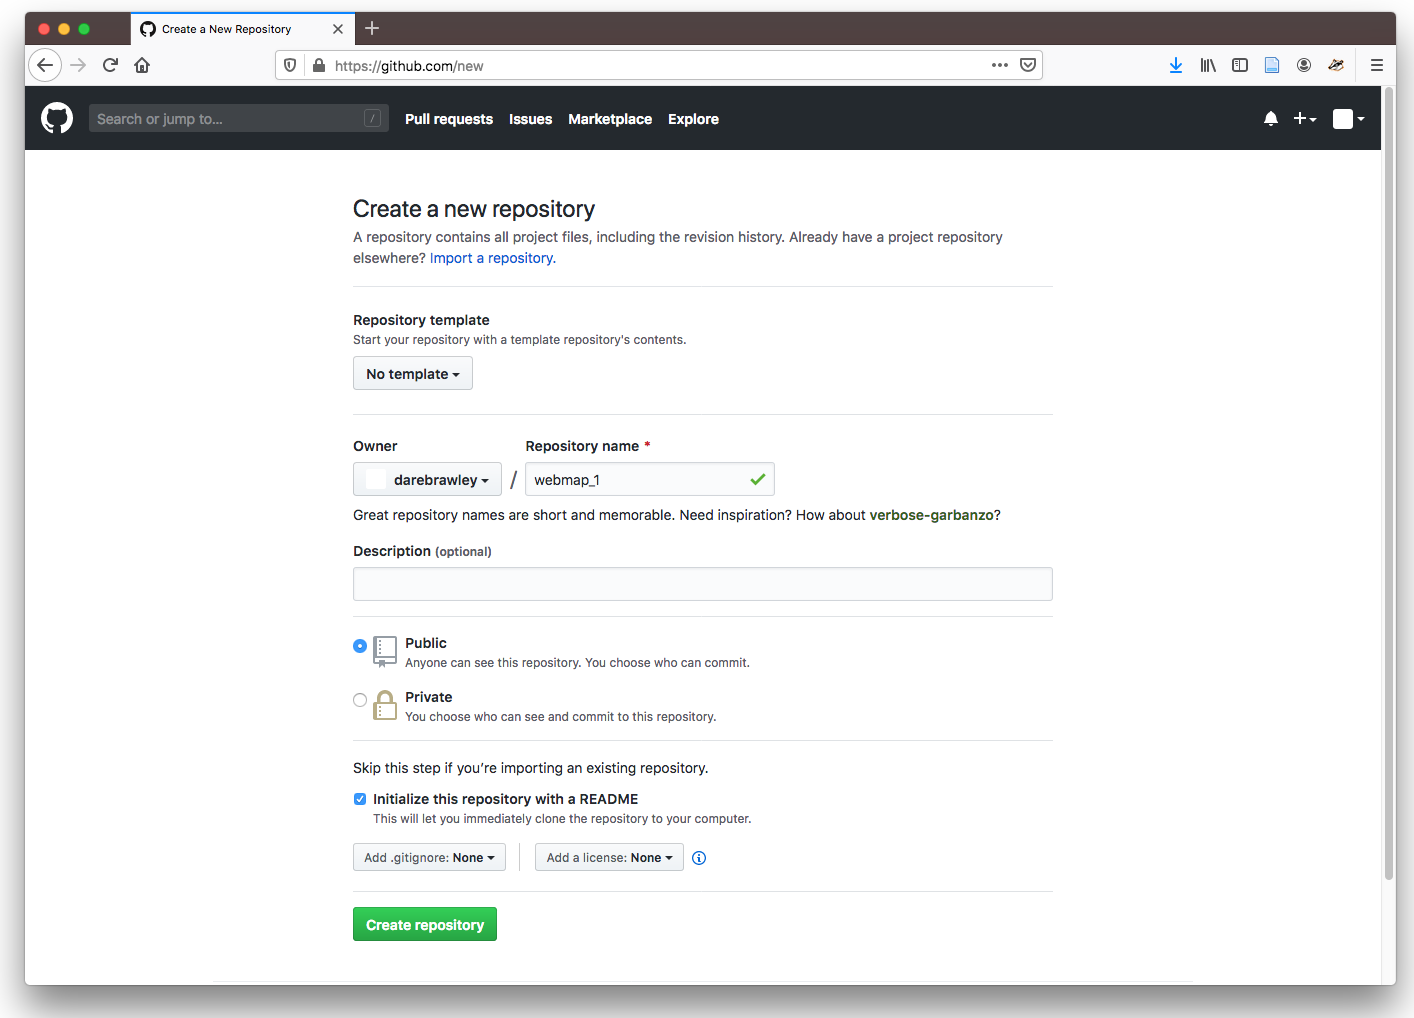 Create a New Repository
https://github.com/new
Search or jump to... /
Pull requests Issues Marketplace Explore
Create a new repository
A repository contains all project files, including the revision history. Already have a project repository
elsewhere? Import a repository.
Repository template
Start your repository with a template repository's contents.
No template
Owner Repository name *
darebrawley / webmap_1
Great repository names are short and memorable. Need inspiration? How about verbose-garbanzo?
Description (optional)
Public
Anyone can see this repository. You choose who can commit.
Private
You choose who can see and commit to this repository.
Skip this step if you’re importing an existing repository.
Initialize this repository with a README
This will let you immediately clone the repository to your computer.
Add .gitignore: None Add a license: None
Create repository